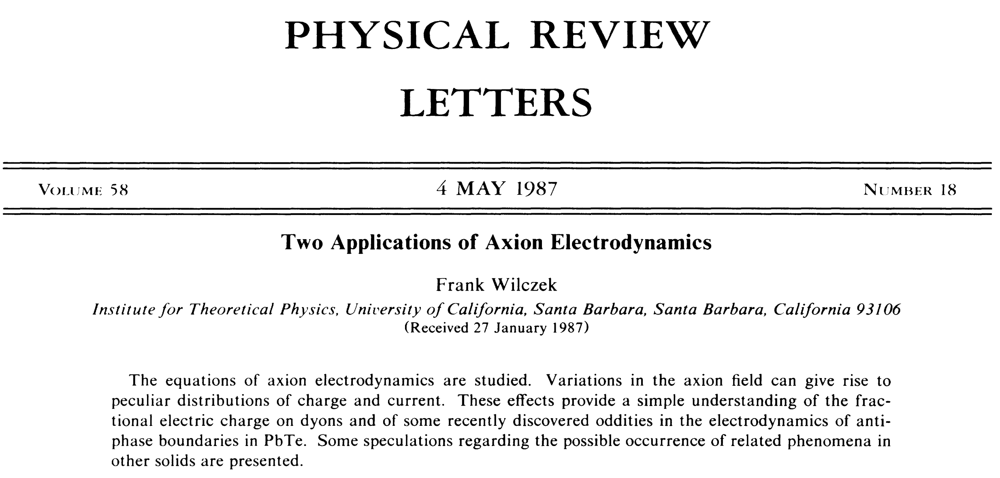 PHYSICAL REVIEW
LETTERS
VOLUME 58
4 MAY 1987
NUMBER 18
Two Applications of Axion Electrodynamics
Frank Wilczek
Institute for Theoretical Physics, University of California, Santa Barbara, Santa Barbara, California 93106
(Received 27 January 1987)
The equations of axion electrodynamics are studied. Variations in the axion field can give rise to
peculiar distributions of charge and current. These effects provide a simple understanding of the frac-
tional electric charge on dyons and of some recently discovered oddities in the electrodynamics of anti-
phase boundaries in PbTe. Some speculations regarding the possible occurrence of related phenomena in
other solids are presented.